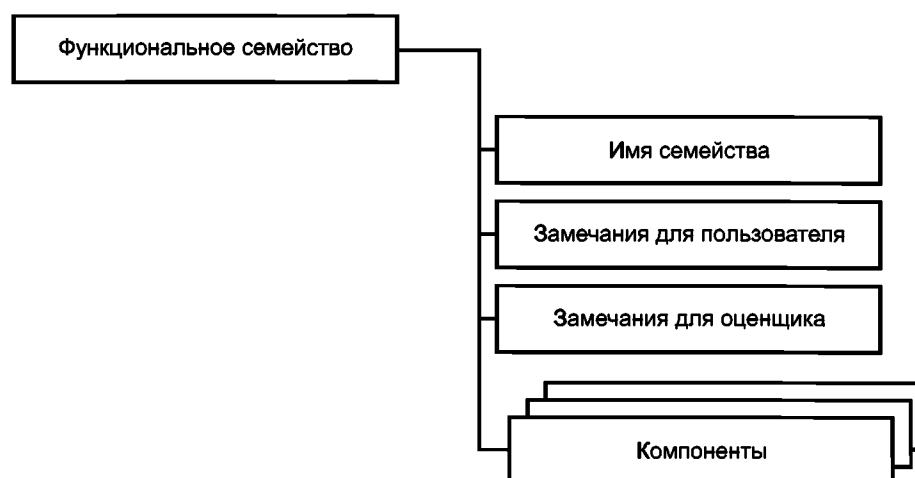 Функциональное семейство
Имя семейства
Замечания для пользователя
Замечания для оценщика
Компоненты